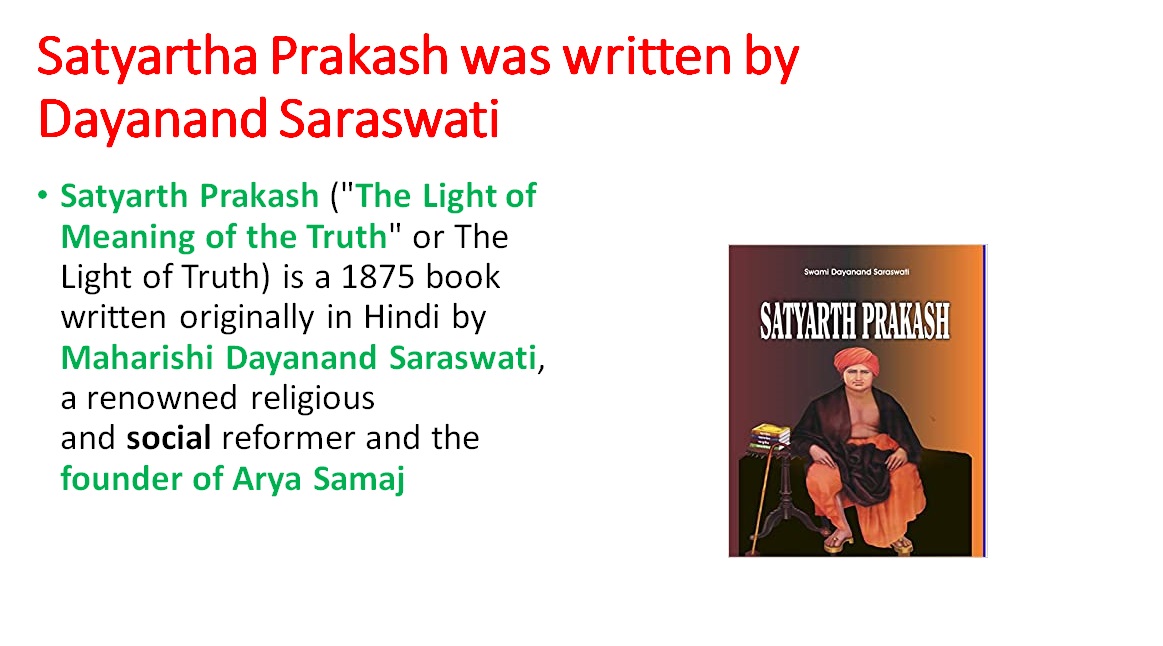 Satyartha Prakash was written by
Dayanand Saraswati
• Satyarth Prakash ("The Light of
Meaning of the Truth" or The
Light of Truth) is a 1875 book
written originally in Hindi by
Maharishi Dayanand Saraswati,
a renowned religious
and social reformer and the
founder of Arya Samaj
Swami Dayanand Saraswati
SATYARTH PRAKASH